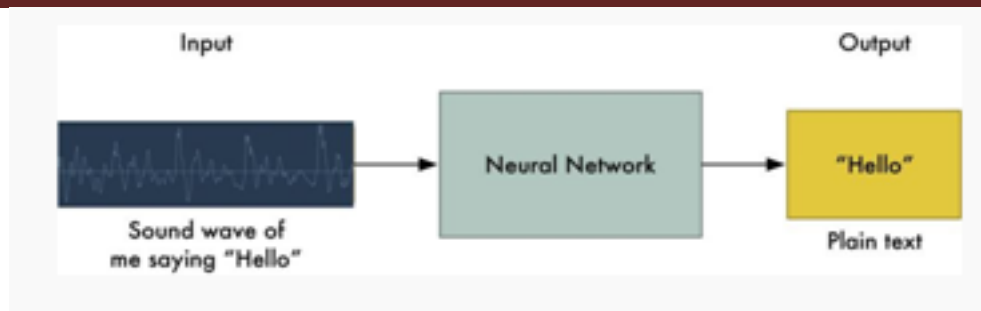 Input
Output
Neural Network
“Hello”
Sound wave of
me saying “Hello”
Plain text